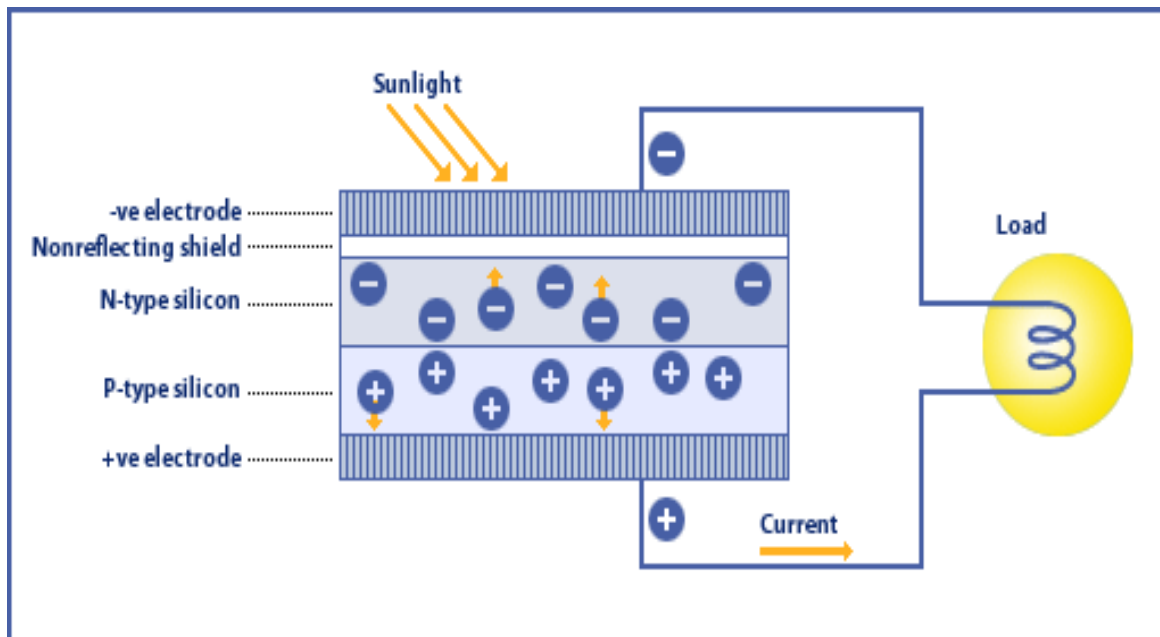 Sunlight
-ve electrode
Nonreflecting shield
N-type silicon
P-type silicon
+ve electrode
Load
Current